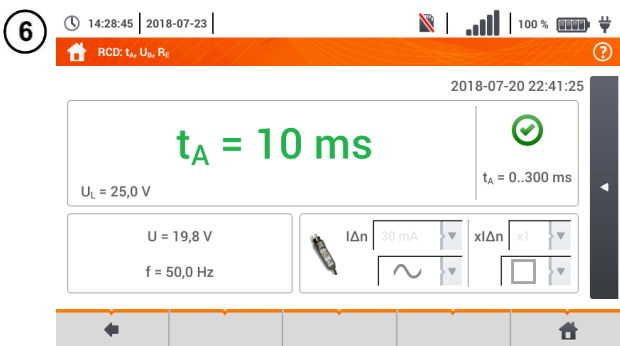 6
14:28:45 2018-07-23 100 %
RCD: tA, UB, RE ?
2018-07-20 22:41:25
tA = 10 ms
tA = 0..300 ms
UL = 25,0 V
U = 19,8 V
f = 50,0 Hz
IΔn 30 mA xIΔn x1